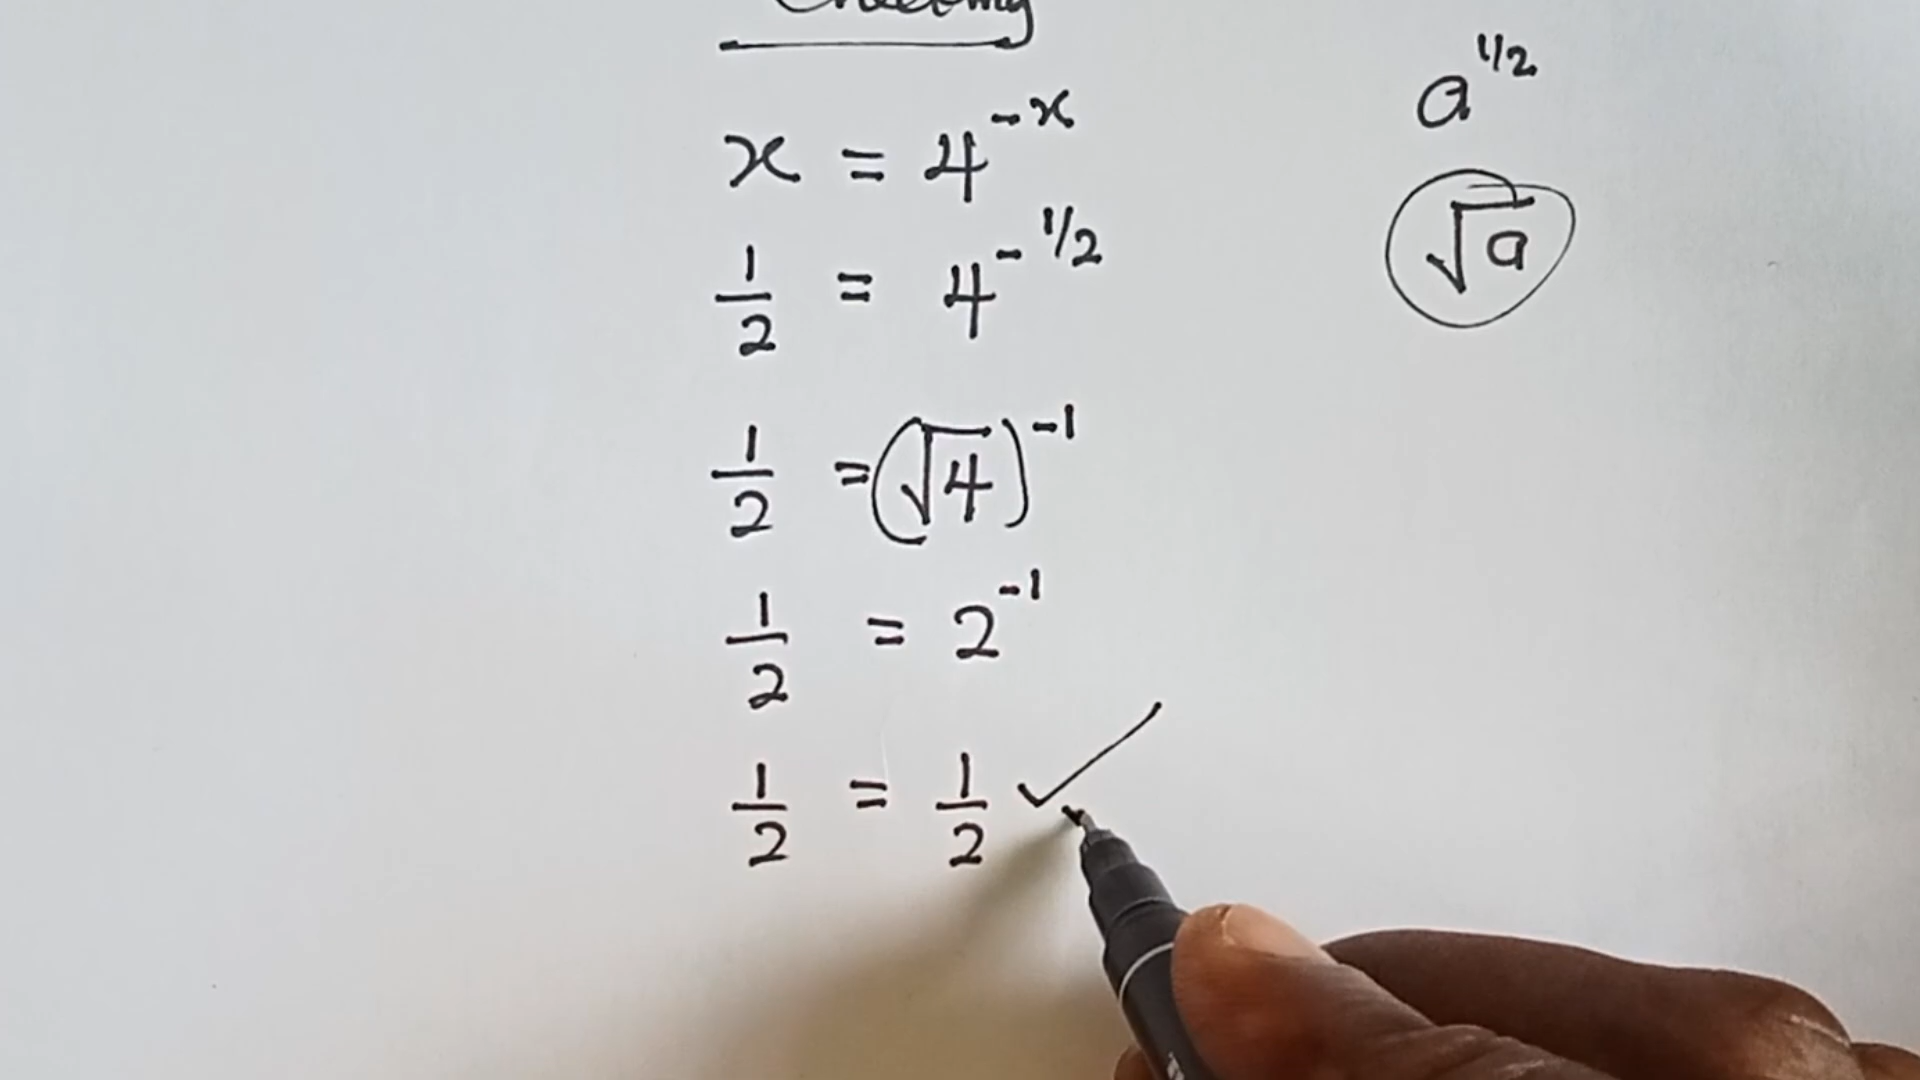 Checking
x = 4^{-x}
1/2 = 4^{-1/2}
1/2 = (√4)^{-1}
1/2 = 2^{-1}
1/2 = 1/2 ✓
a^{1/2}
√a